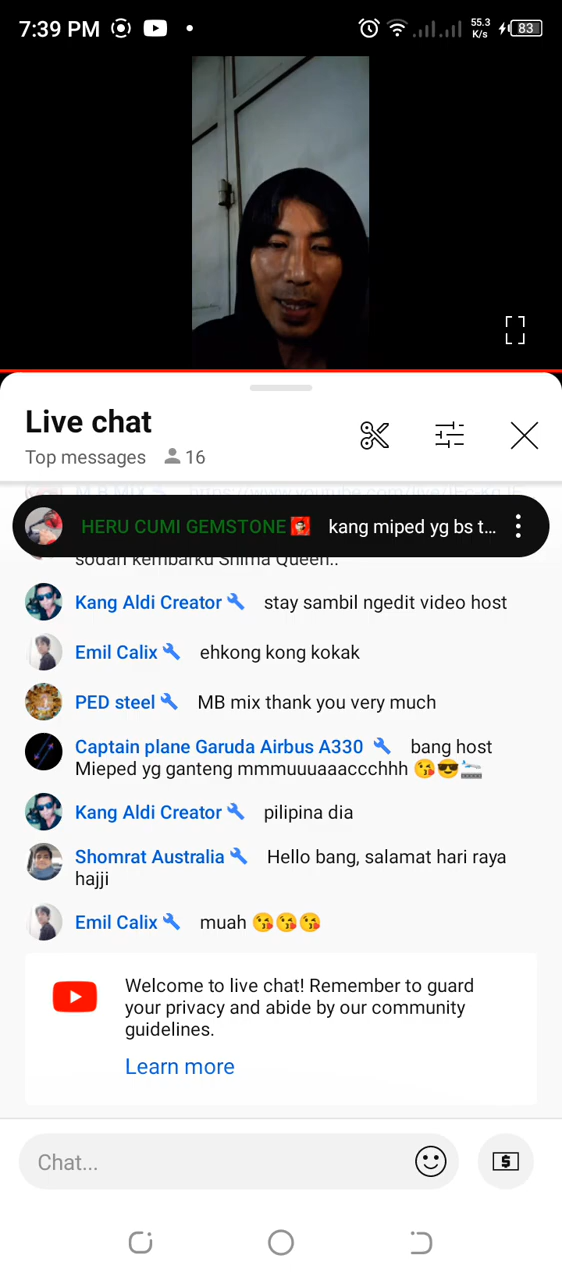 7:39 PM
55.3
K/s
83
Live chat
Top messages 16
HERU CUMI GEMSTONE kang miped yg bs t...
sodah kembarku Shima Queen..
Kang Aldi Creator stay sambil ngedit video host
Emil Calix ehkong kong kokak
PED steel MB mix thank you very much
Captain plane Garuda Airbus A330 bang host
Mieped yg ganteng mmmuuuaaaccchhh 😘😎🛬
Kang Aldi Creator pilipina dia
Shomrat Australia Hello bang, salamat hari raya
hajji
Emil Calix muah 😘😘😘
Welcome to live chat! Remember to guard
your privacy and abide by our community
guidelines.
Learn more
Chat...
$